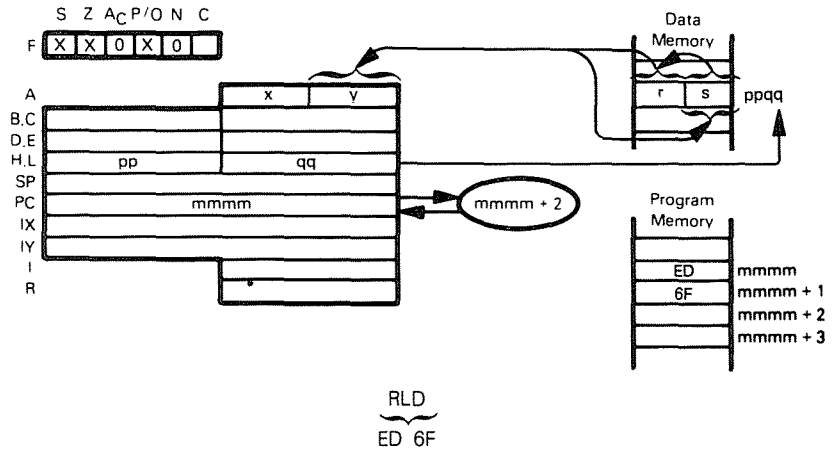 S Z AC P/O N C
F X X 0 X 0
Data
Memory
A x y
r s ppqq
B.C
D.E
H.L pp qq
SP
PC mmmm mmmm + 2
IX
IY
I
R
Program
Memory
ED mmmm
6F mmmm + 1
mmmm + 2
mmmm + 3
RLD
ED 6F